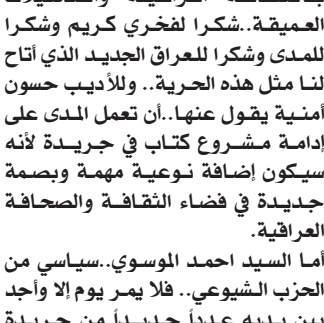 العميقة..شكرا لفخري كريم وشكرا
للمدى وشكرا للعراق الجديد الذي أتاح
لنا مثل هذه الحرية.. وللأديب حسون
أمنية يقول عنها..أن تعمل المدى على
إدامة مشروع كتاب في جريدة لأنه
سيكون إضافة نوعية مهمة وبصمة
جديدة في فضاء الثقافة والصحافة
العراقية.
أما السيد احمد الموسوي..سياسي من
الحزب الشيوعي.. فلا يمر يوم إلا وأجد
بين يديه عدداً جديداً من جريدة